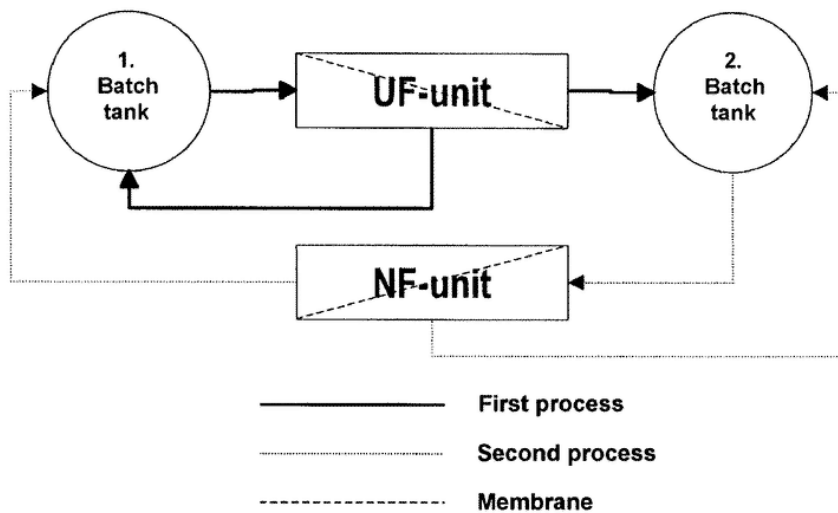 1.
Batch
tank
UF-unit
2.
Batch
tank
NF-unit
First process
Second process
Membrane